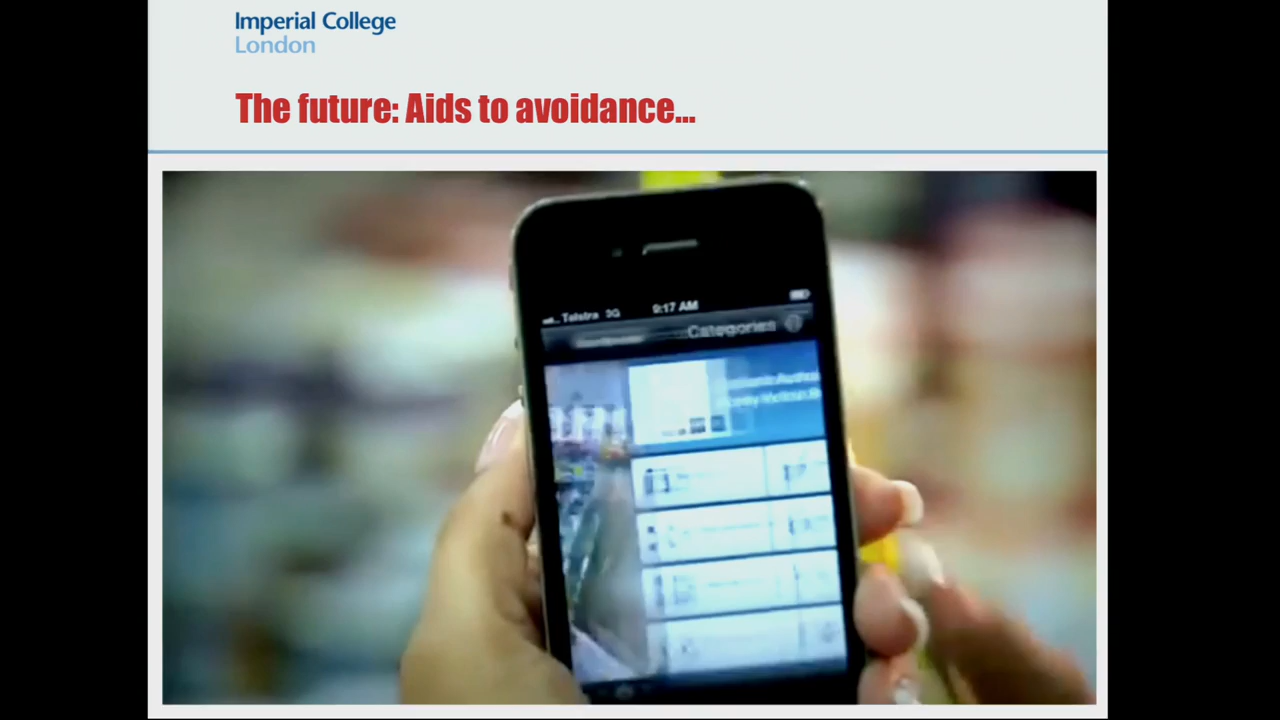 Imperial College
London
The future: Aids to avoidance...
Telstra 3G 9:17 AM
Categories